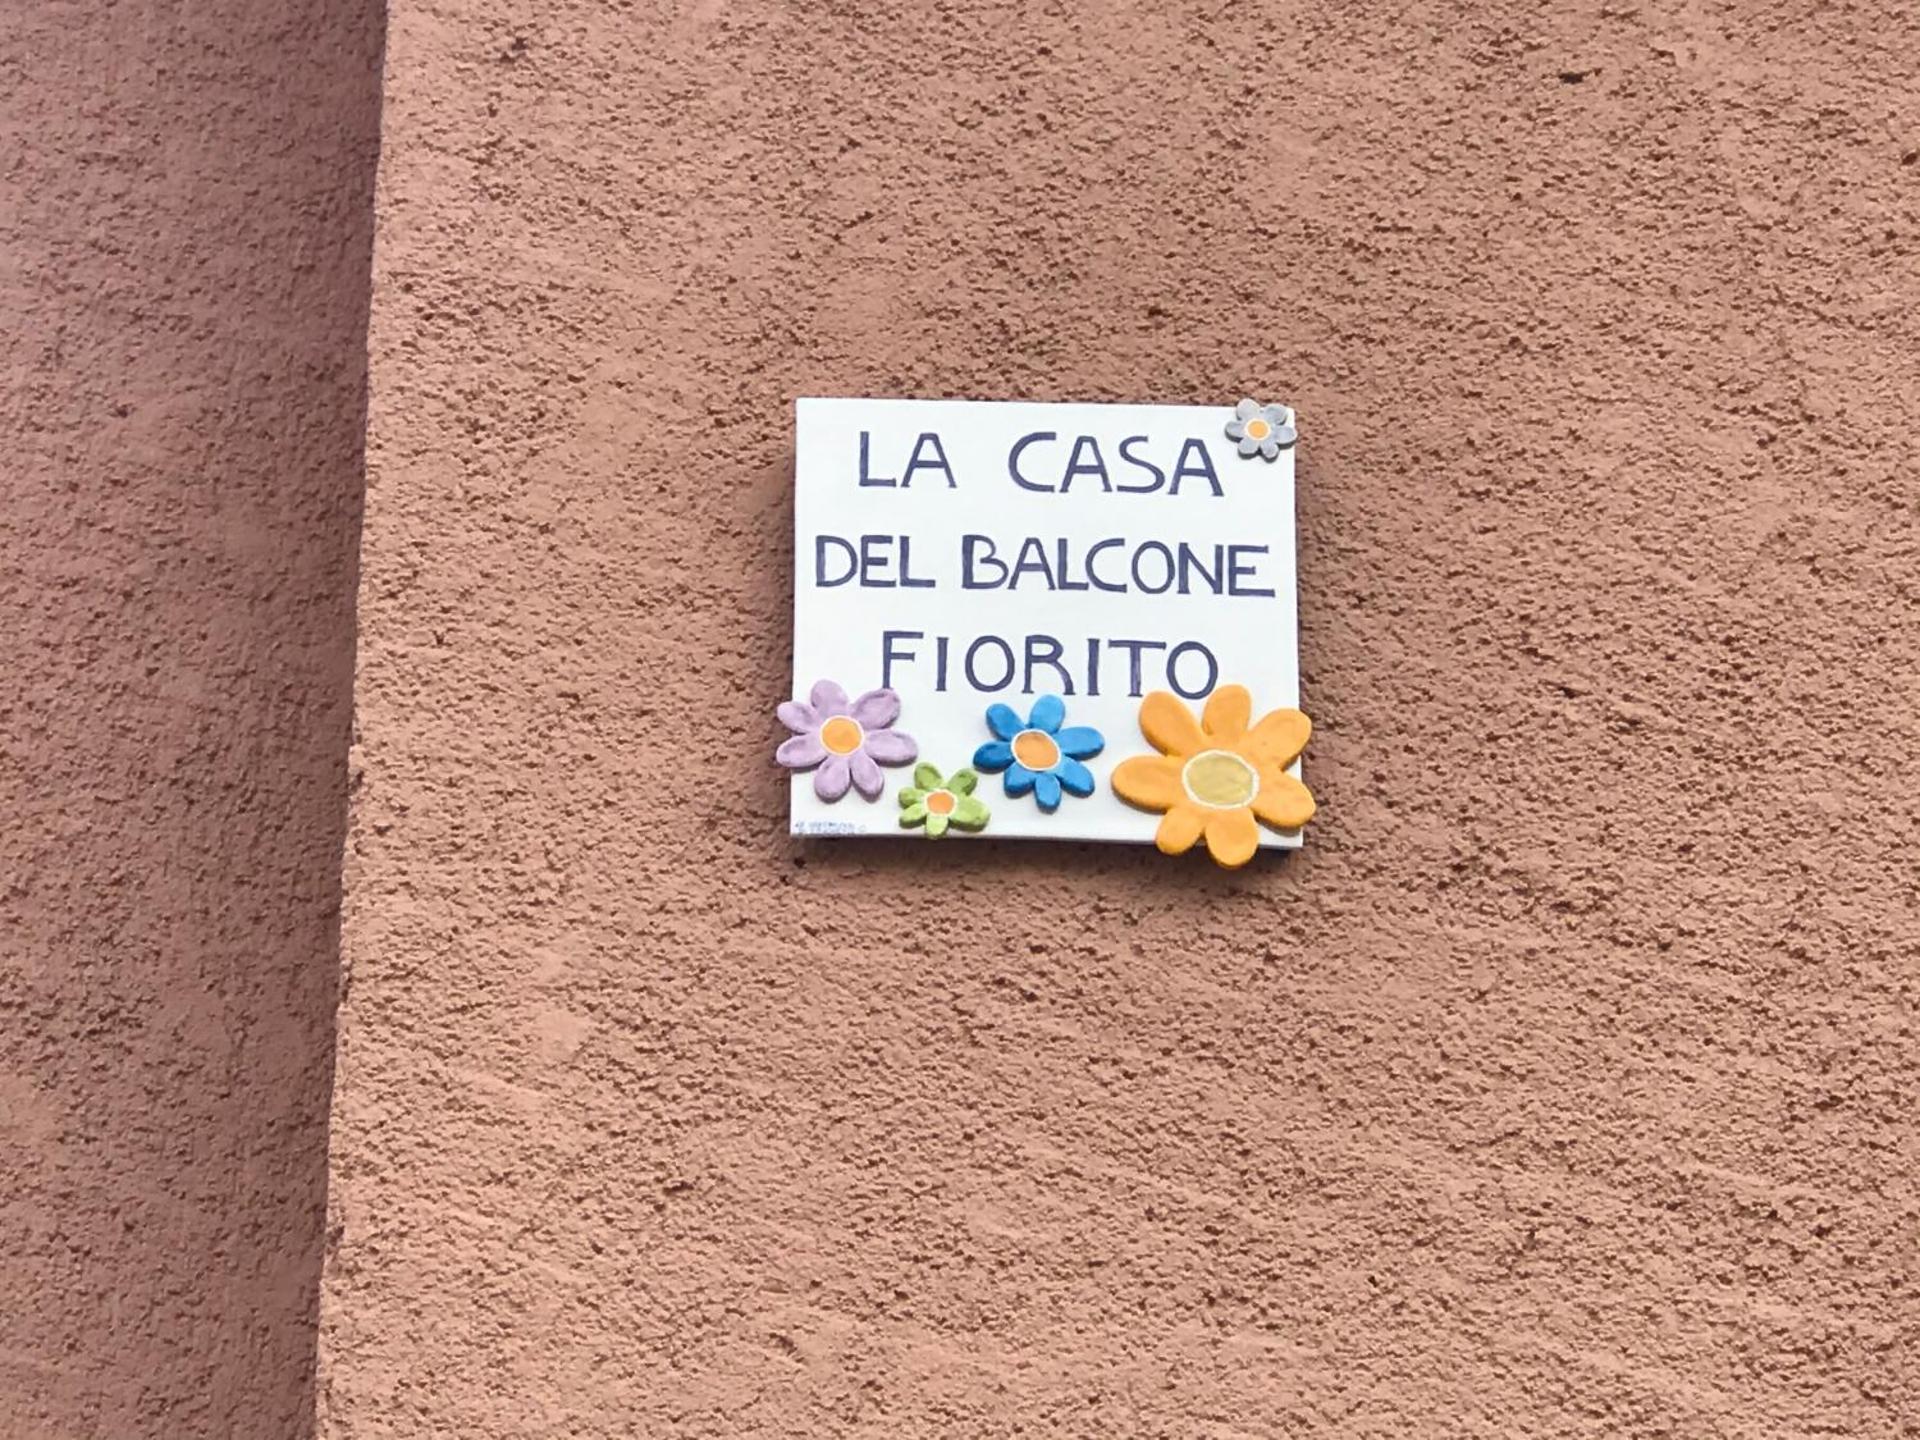 LA CASA
DEL BALCONE
FIORITO